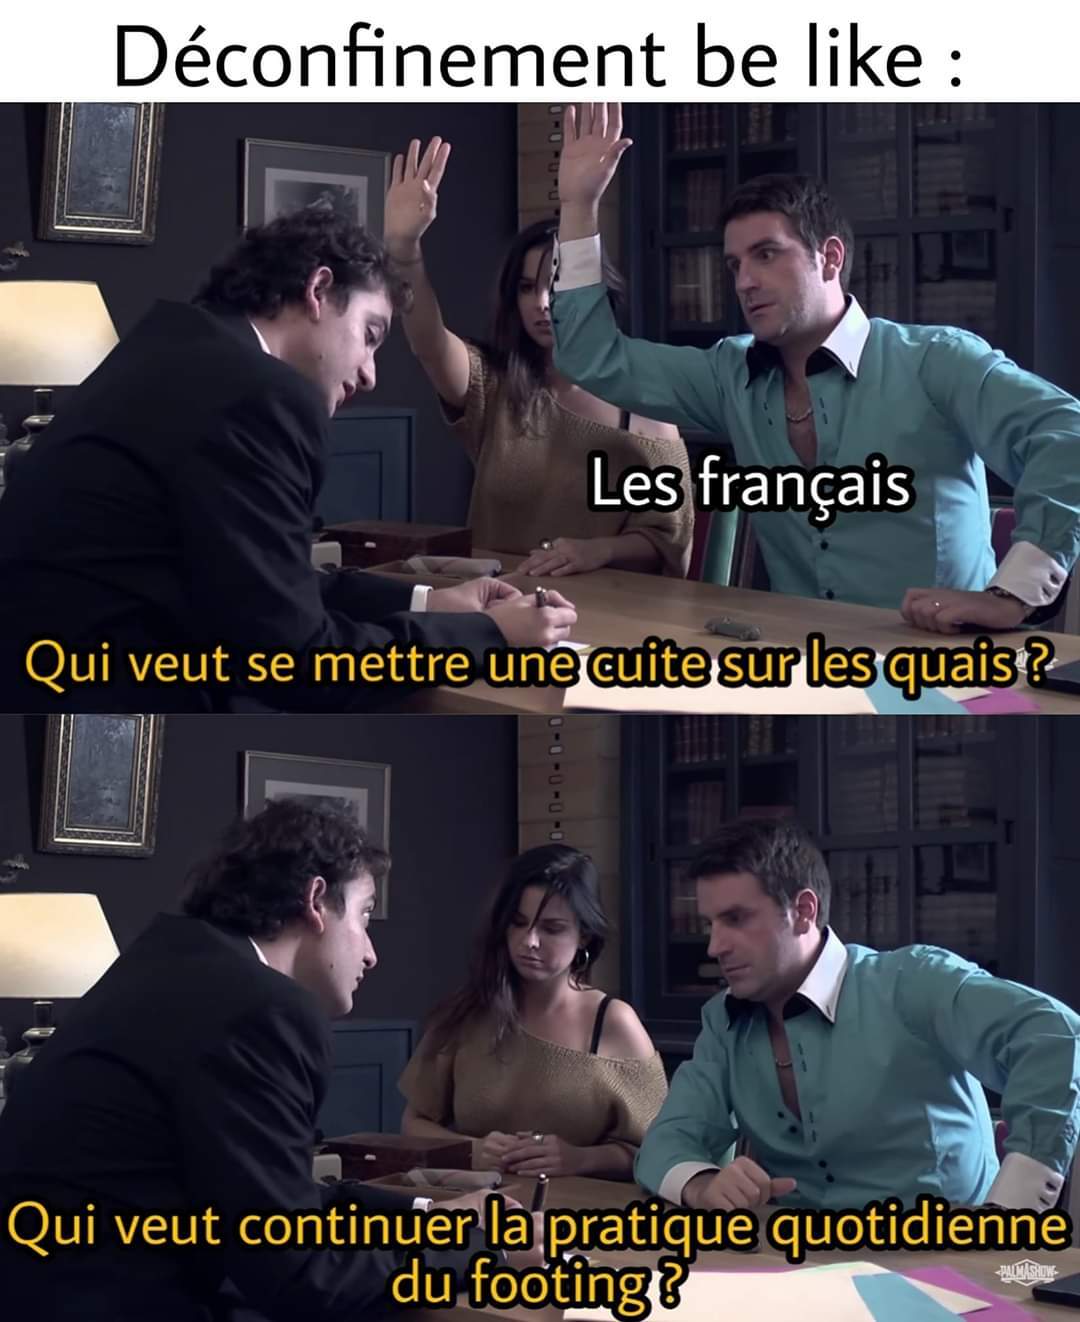 Déconfinement be like :
Les français
Qui veut se mettre une cuite sur les quais ?
Qui veut continuer la pratique quotidienne
du footing ?
PALMASHOW